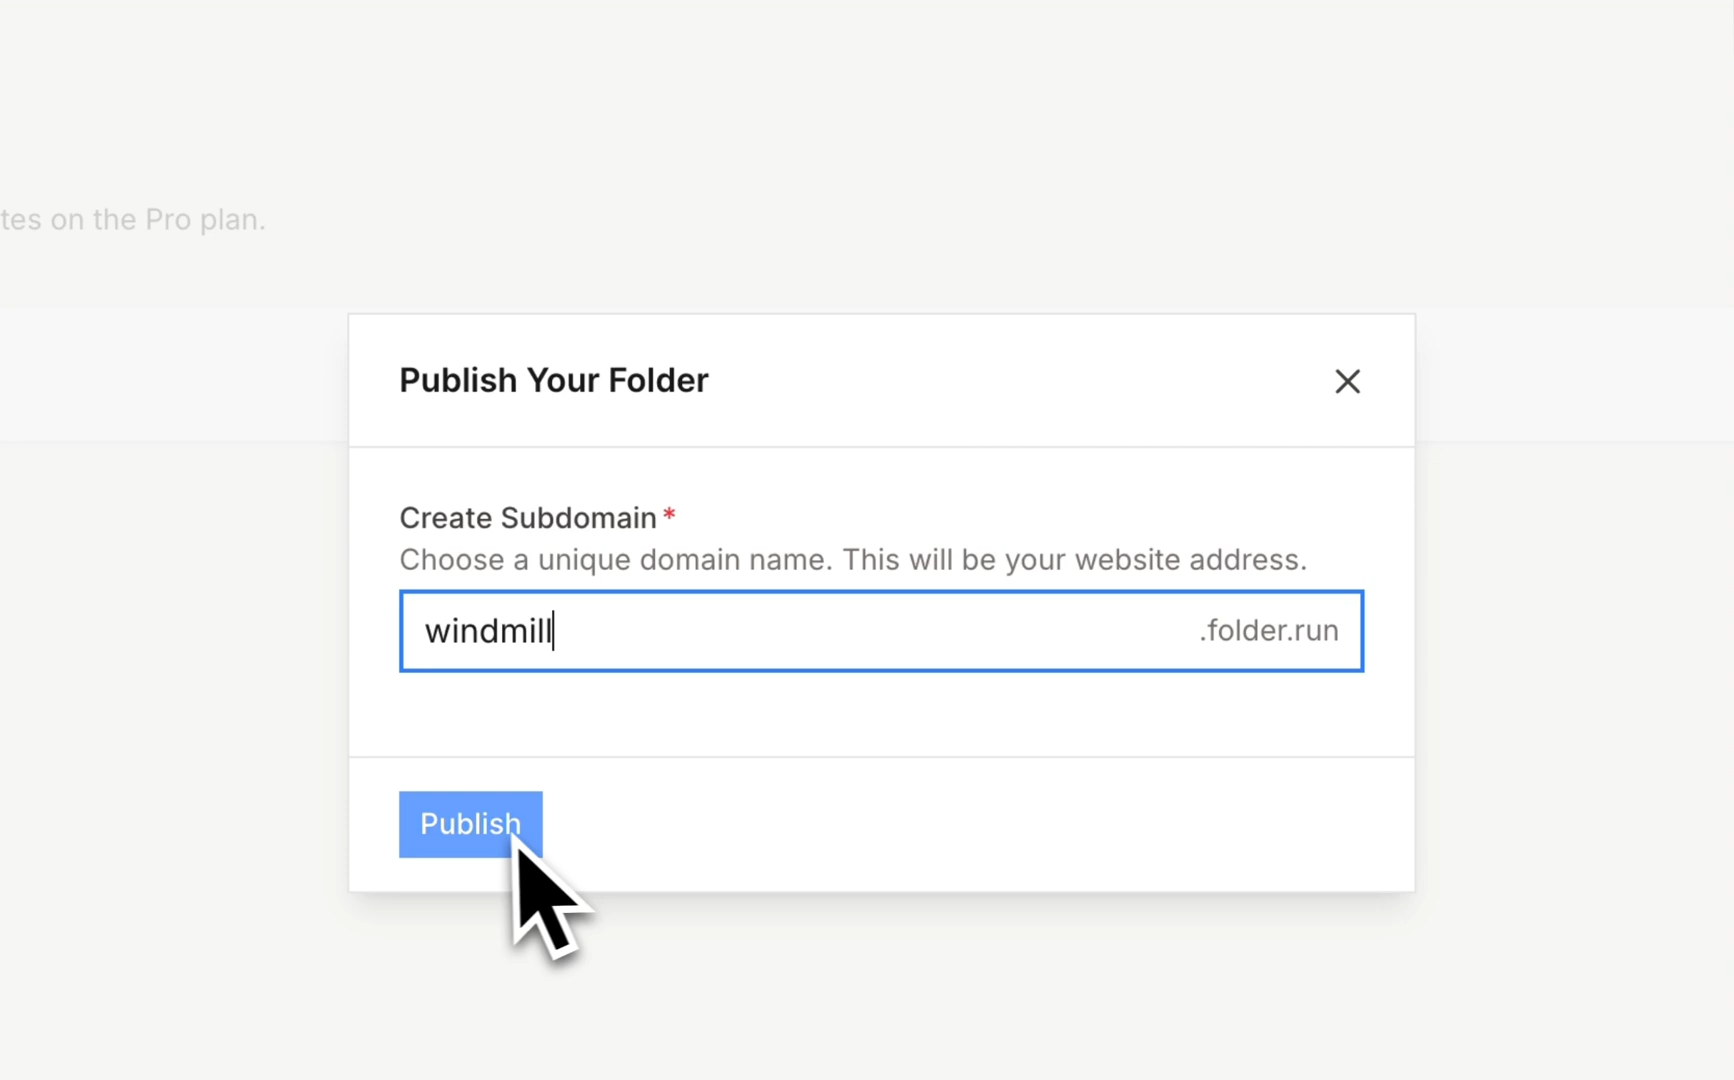 tes on the Pro plan.
Publish Your Folder
Create Subdomain*
Choose a unique domain name. This will be your website address.
windmill .folder.run
Publish